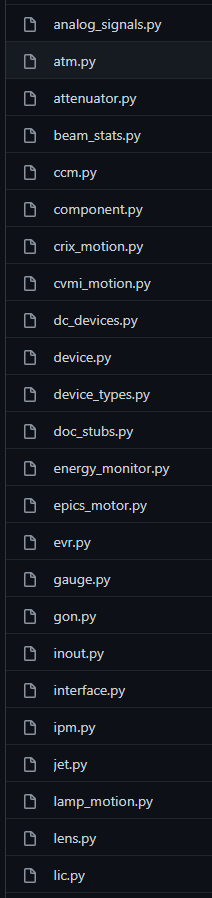 analog_signals.py
atm.py
attenuator.py
beam_stats.py
ccm.py
component.py
crix_motion.py
cvmi_motion.py
dc_devices.py
device.py
device_types.py
doc_stubs.py
energy_monitor.py
epics_motor.py
evr.py
gauge.py
gon.py
inout.py
interface.py
ipm.py
jet.py
lamp_motion.py
lens.py
lic.py